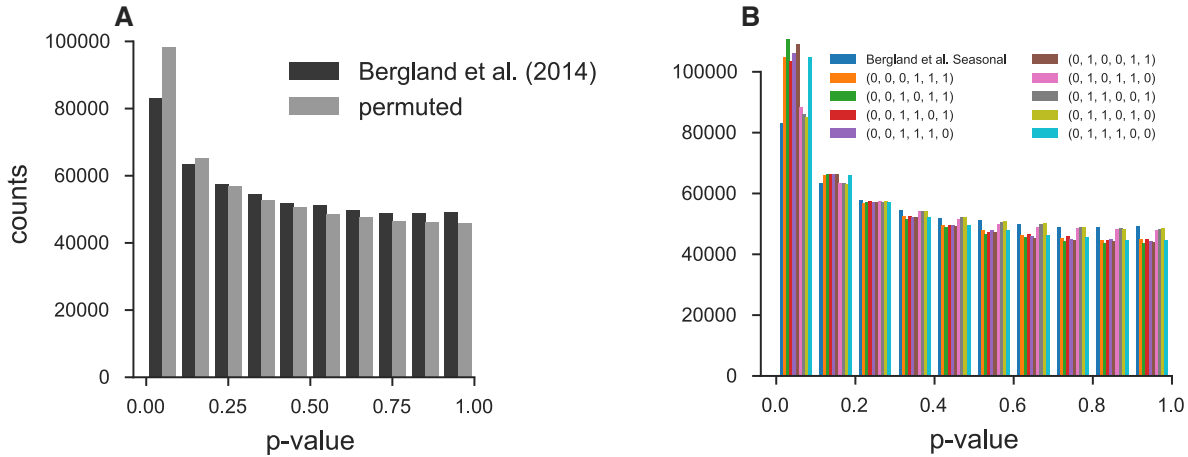 A
counts
100000
80000
60000
40000
20000
0
0.00 0.25 0.50 0.75 1.00
p-value
Bergland et al. (2014)
permuted
B
100000
80000
60000
40000
20000
0
0.0 0.2 0.4 0.6 0.8 1.0
p-value
Bergland et al. Seasonal
(0, 0, 0, 1, 1, 1)
(0, 0, 1, 0, 1, 1)
(0, 0, 1, 1, 0, 1)
(0, 0, 1, 1, 1, 0)
(0, 1, 0, 0, 1, 1)
(0, 1, 0, 1, 1, 0)
(0, 1, 1, 0, 0, 1)
(0, 1, 1, 0, 1, 0)
(0, 1, 1, 1, 0, 0)